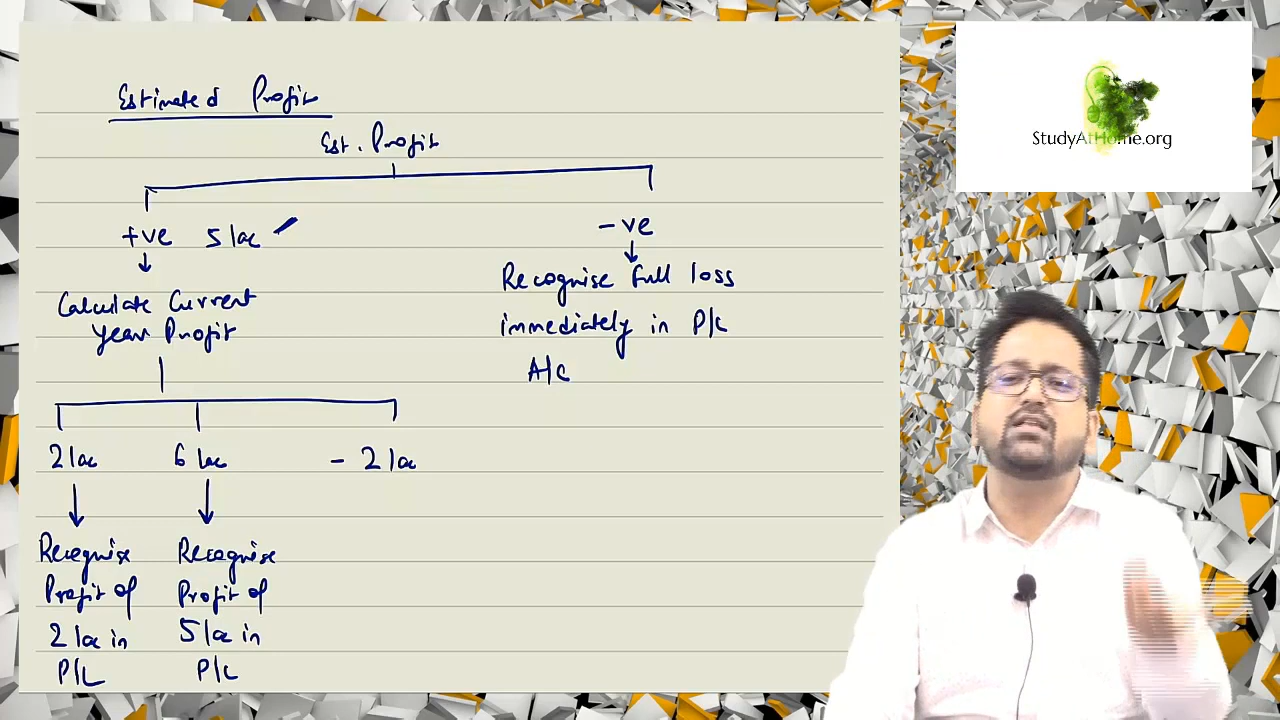 Estimated Profit
Est. Profit
+ve 5 lac
-ve
Calculate Current
Year Profit
Recognise full loss
immediately in P/L
A/c
2 lac
6 lac
- 2 lac
Recognise
Profit of
2 lac in
P/L
Recognise
Profit of
5 lac in
P/L
StudyAtHome.org